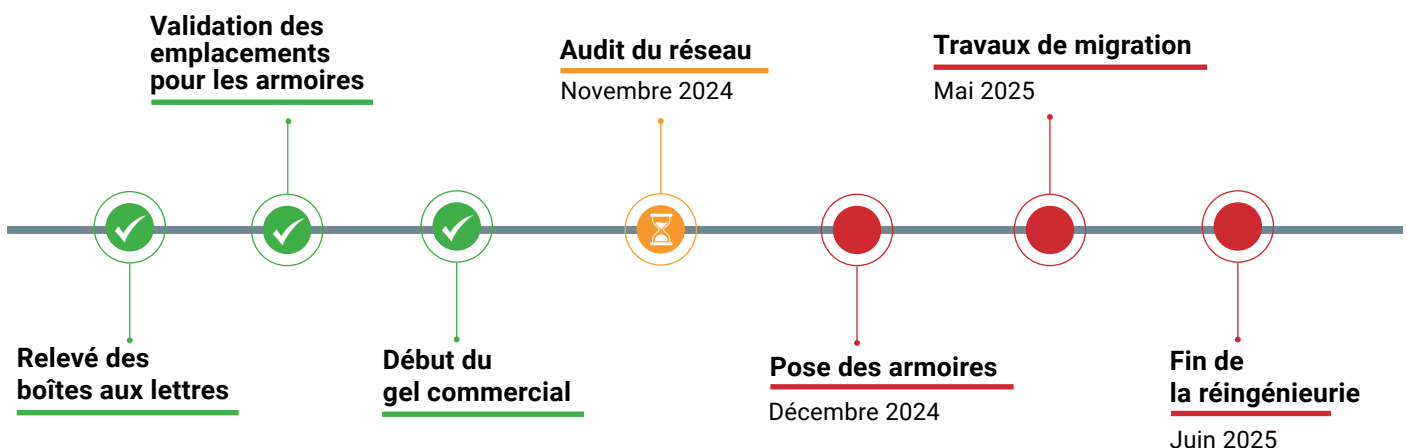 Validation des
emplacements
pour les armoires
Audit du réseau
Novembre 2024
Travaux de migration
Mai 2025
Relevé des
boîtes aux lettres
Début du
gel commercial
Pose des armoires
Décembre 2024
Fin de
la réingénieurie
Juin 2025